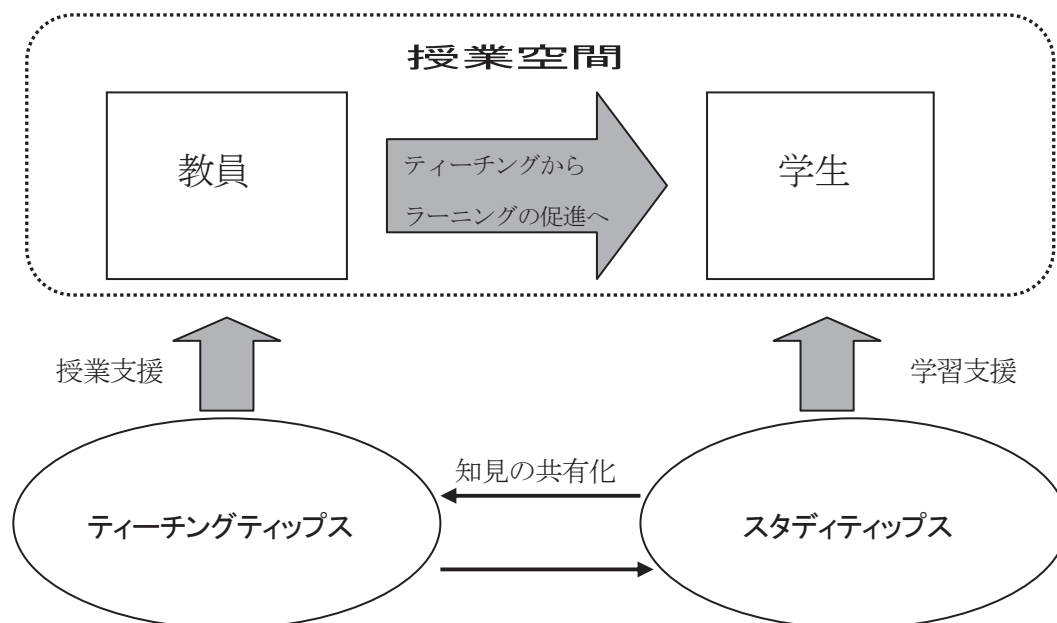 授業空間
教員
ティーチングから
ラーニングの促進へ
学生
授業支援
学習支援
知見の共有化
ティーチングティップス
スタディティップス